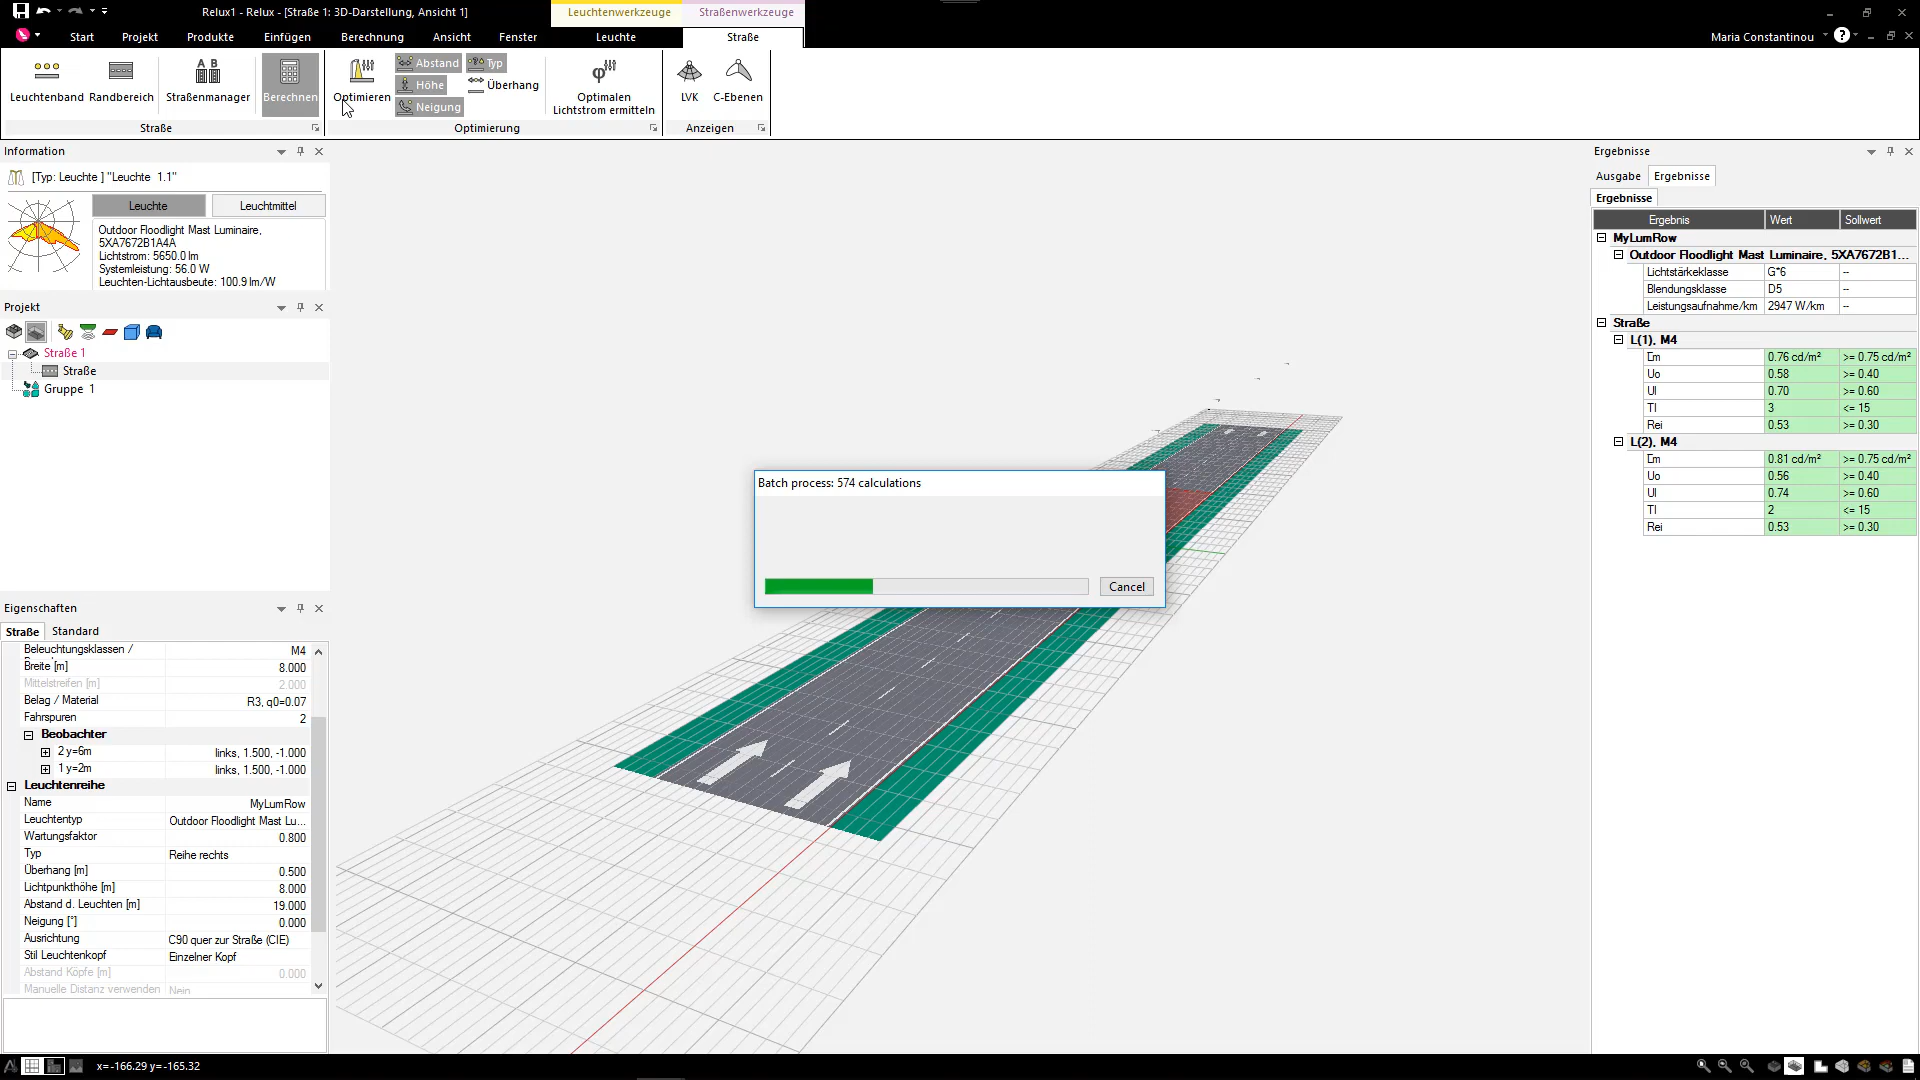 Relux1 - Relux - [Straße 1: 3D-Darstellung, Ansicht 1]
Leuchtenwerkzeuge
Straßenwerkzeuge
Start
Projekt
Produkte
Einfügen
Berechnung
Ansicht
Fenster
Leuchte
Straße
Maria Constantinou
Leuchtenband
Randbereich
Straßenmanager
Berechnen
Optimieren
Abstand
Höhe
Neigung
Typ
Überhang
Optimalen
Lichtstrom ermitteln
LVK
C-Ebenen
Straße
Optimierung
Anzeigen
Information
[Typ: Leuchte ] "Leuchte 1.1"
Leuchte
Leuchtmittel
Outdoor Floodlight Mast Luminaire,
5XA7672B1A4A
Lichtstrom: 5650.0 lm
Systemleistung: 56.0 W
Leuchten-Lichtausbeute: 100.9 lm/W
Projekt
Straße 1
Straße
Gruppe 1
Eigenschaften
Straße
Standard
Beleuchtungsklassen / M4
Breite [m] 8.000
Mittelstreifen [m] 2.000
Belag / Material R3, q0=0.07
Fahrspuren 2
Beobachter
2 y=6m links, 1.500, -1.000
1 y=2m links, 1.500, -1.000
Leuchtenreihe
Name MyLumRow
Leuchtentyp Outdoor Floodlight Mast Lu...
Wartungsfaktor 0.800
Typ Reihe rechts
Überhang [m] 0.500
Lichtpunkthöhe [m] 8.000
Abstand d. Leuchten [m] 19.000
Neigung [°] 0.000
Ausrichtung C90 quer zur Straße (CIE)
Stil Leuchtenkopf Einzelner Kopf
Abstand Köpfe [m] 0.000
Manuelle Distanz verwenden Nein
Batch process: 574 calculations
Cancel
Ergebnisse
Ausgabe
Ergebnisse
Ergebnisse
Ergebnis Wert Sollwert
MyLumRow
Outdoor Floodlight Mast Luminaire, 5XA7672B1...
Lichtstärkeklasse G*6 --
Blendungsklasse D5 --
Leistungsaufnahme/km 2947 W/km --
Straße
L(1), M4
Lm 0.76 cd/m² >= 0.75 cd/m²
Uo 0.58 >= 0.40
Ul 0.70 >= 0.60
TI 3 <= 15
Rei 0.53 >= 0.30
L(2), M4
Lm 0.81 cd/m² >= 0.75 cd/m²
Uo 0.56 >= 0.40
Ul 0.74 >= 0.60
TI 2 <= 15
Rei 0.53 >= 0.30
x=-166.29 y=-165.32